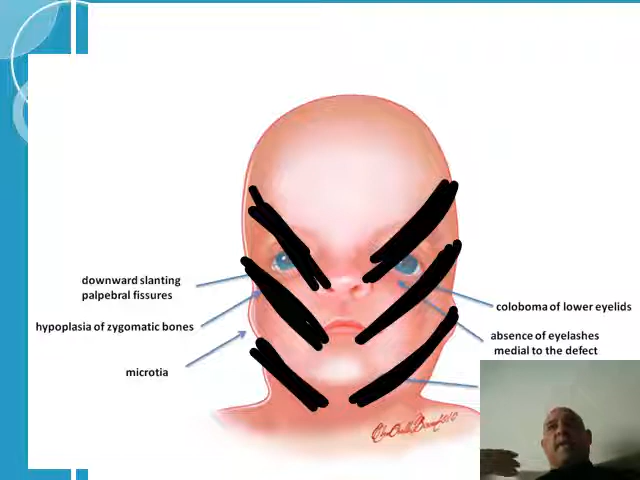 downward slanting
palpebral fissures
hypoplasia of zygomatic bones
microtia
coloboma of lower eyelids
absence of eyelashes
medial to the defect